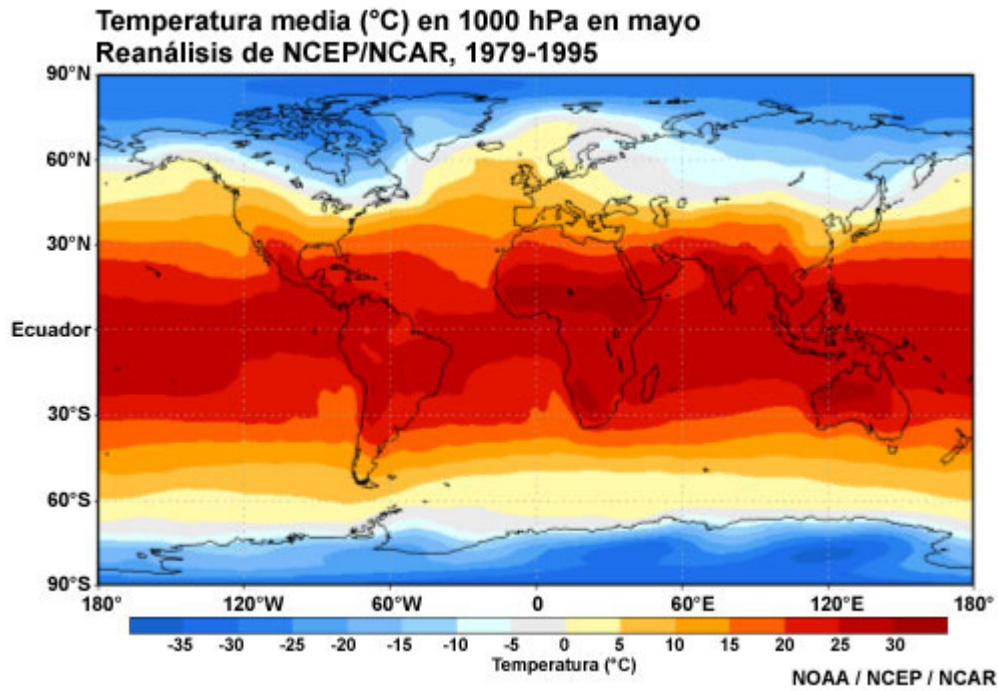 Temperatura media (°C) en 1000 hPa en mayo
Reanálisis de NCEP/NCAR, 1979-1995
90°N
60°N
30°N
Ecuador
30°S
60°S
90°S
180° 120°W 60°W 0 60°E 120°E 180°
-35 -30 -25 -20 -15 -10 -5 0 5 10 15 20 25 30
Temperatura (°C)
NOAA / NCEP / NCAR